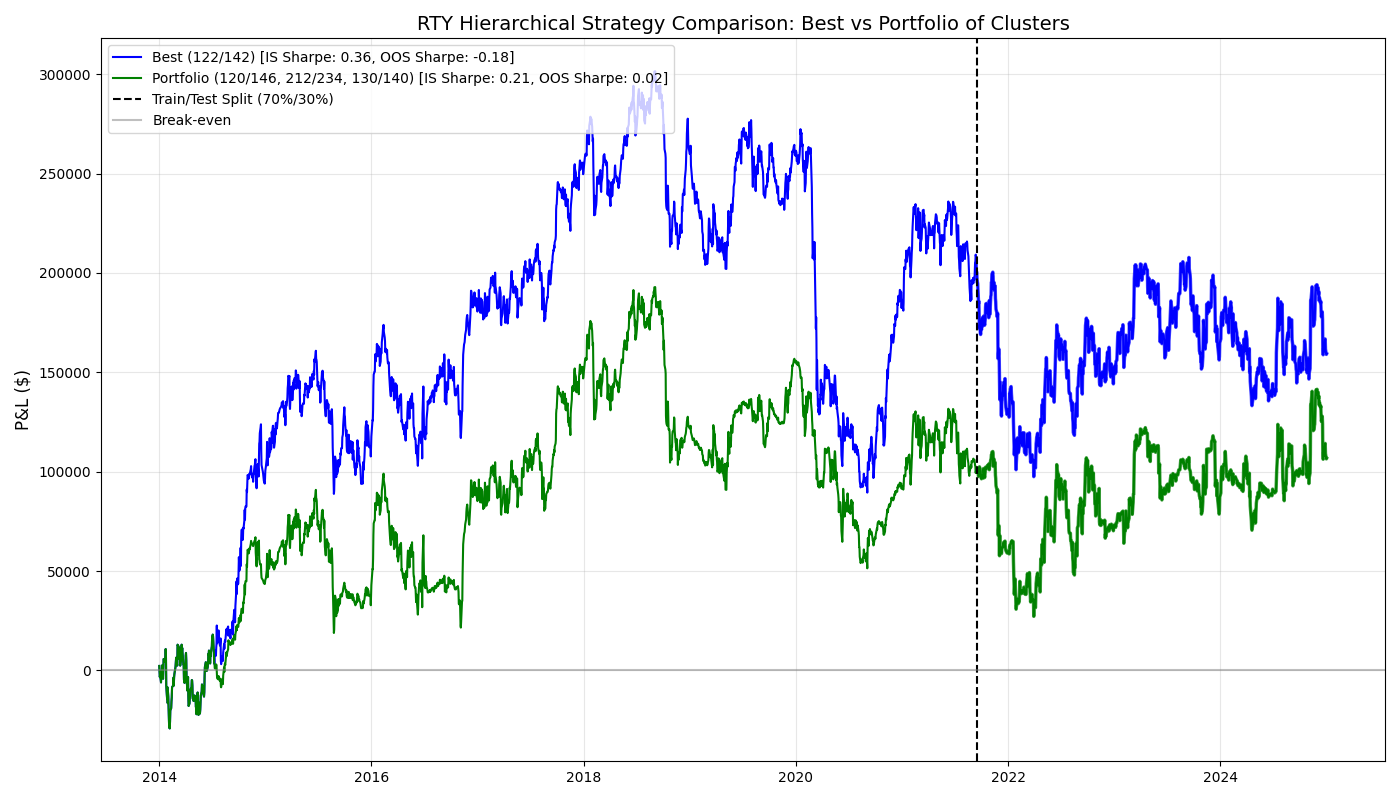 RTY Hierarchical Strategy Comparison: Best vs Portfolio of Clusters
Best (122/142) [IS Sharpe: 0.36, OOS Sharpe: -0.18]
Portfolio (120/146, 212/234, 130/140) [IS Sharpe: 0.21, OOS Sharpe: 0.02]
Train/Test Split (70%/30%)
Break-even
P&L ($)
300000
250000
200000
150000
100000
50000
0
2014 2016 2018 2020 2022 2024